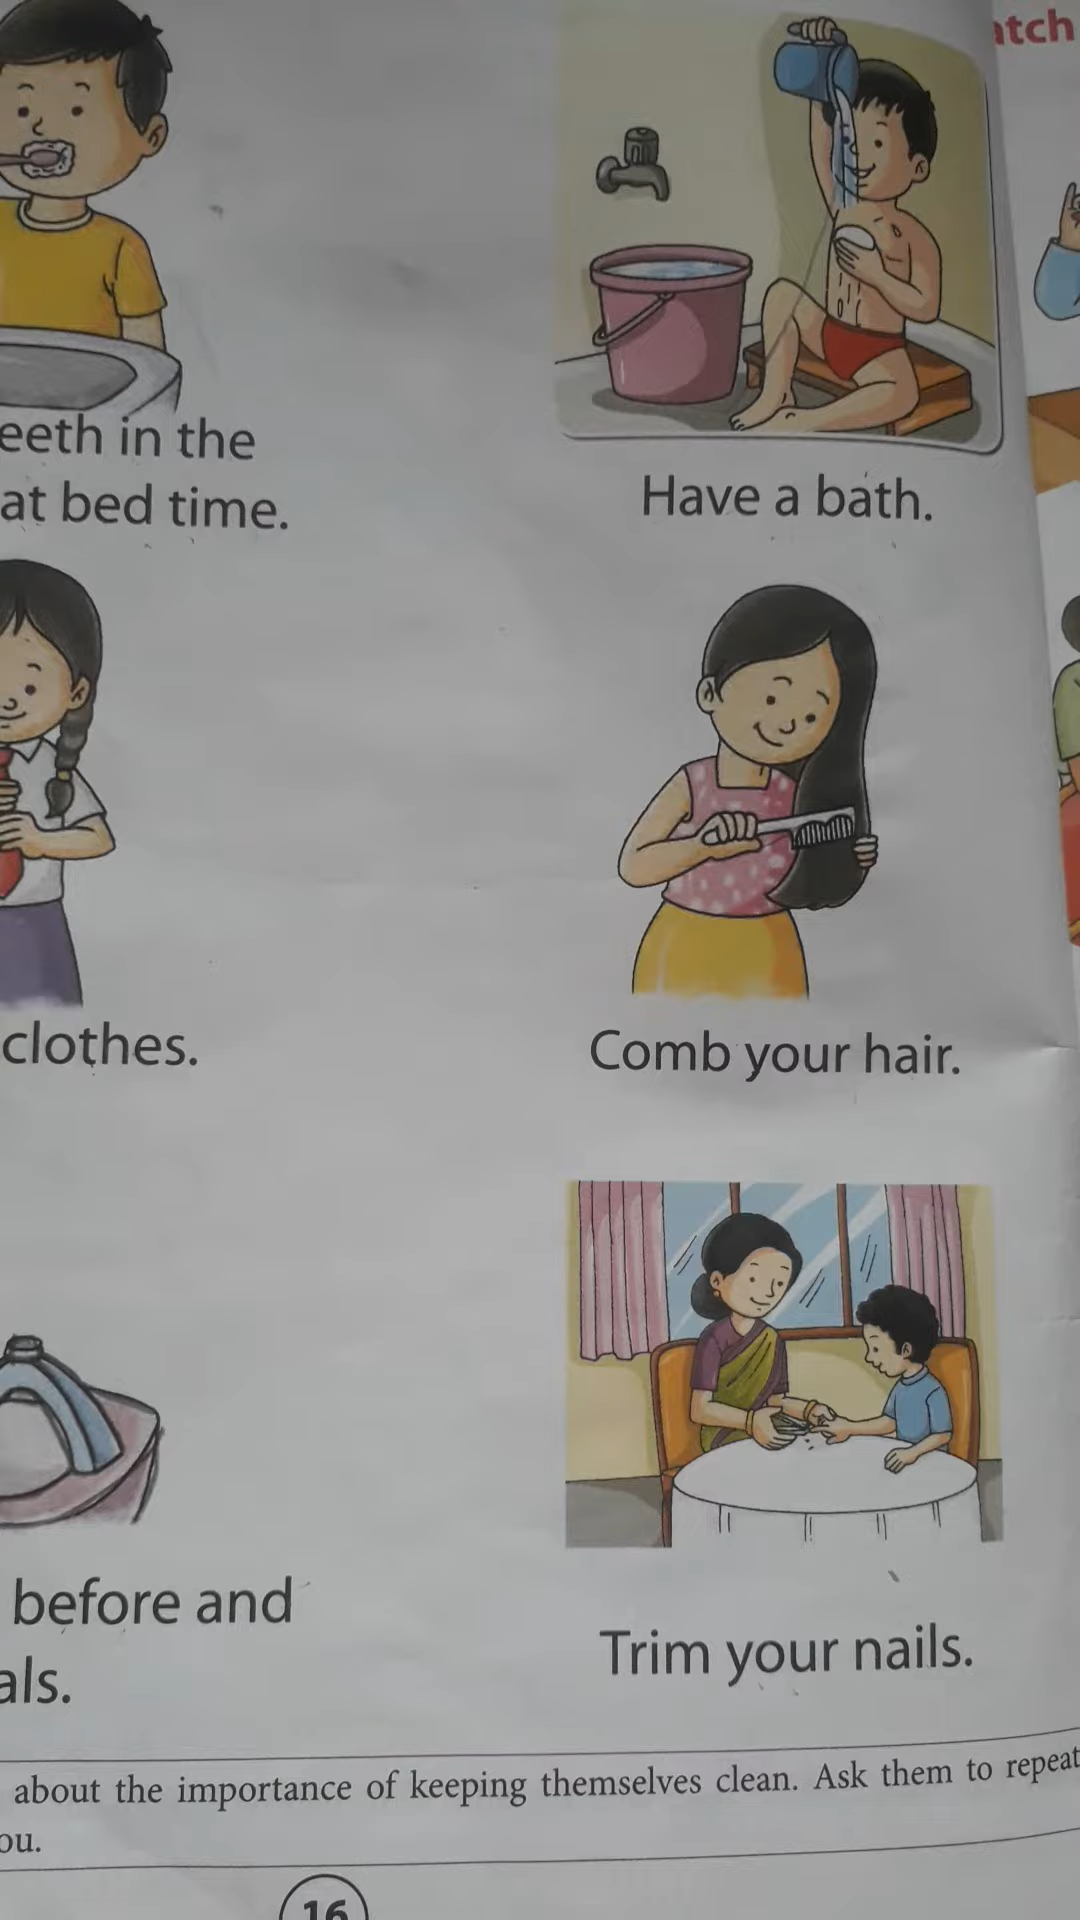 eeth in the
at bed time.
Have a bath.
clothes.
Comb your hair.
before and
als.
Trim your nails.
about the importance of keeping themselves clean. Ask them to repeat
ou.
16
atch